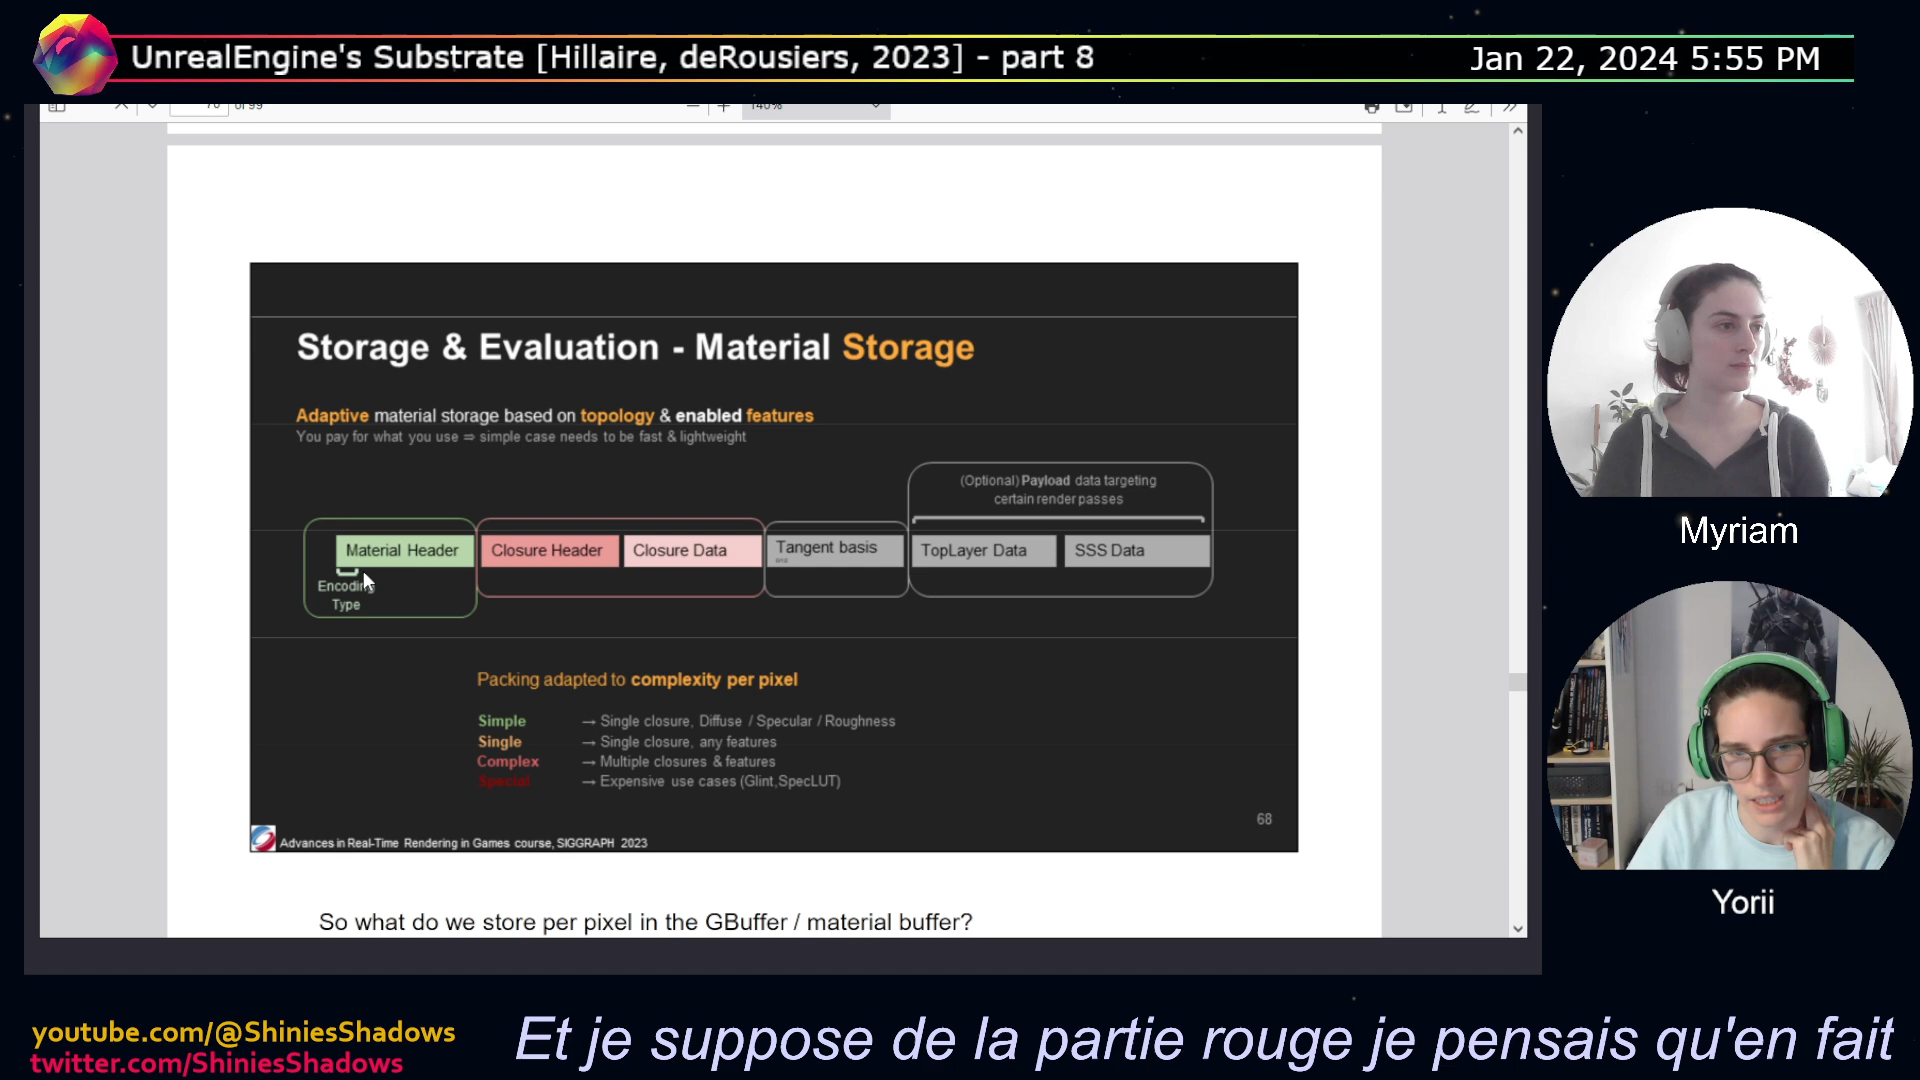 UnrealEngine's Substrate [Hillaire, deRousiers, 2023] - part 8
Jan 22, 2024 5:55 PM
70 of 99
140%
Storage & Evaluation - Material Storage
Adaptive material storage based on topology & enabled features
You pay for what you use ⇒ simple case needs to be fast & lightweight
(Optional) Payload data targeting
certain render passes
Material Header
Closure Header
Closure Data
Tangent basis
TopLayer Data
SSS Data
Encoding
Type
Packing adapted to complexity per pixel
Simple → Single closure, Diffuse / Specular / Roughness
Single → Single closure, any features
Complex → Multiple closures & features
Special → Expensive use cases (Glint,SpecLUT)
68
Advances in Real-Time Rendering in Games course, SIGGRAPH 2023
So what do we store per pixel in the GBuffer / material buffer?
Myriam
Yorii
youtube.com/@ShiniesShadows
twitter.com/ShiniesShadows
Et je suppose de la partie rouge je pensais qu'en fait